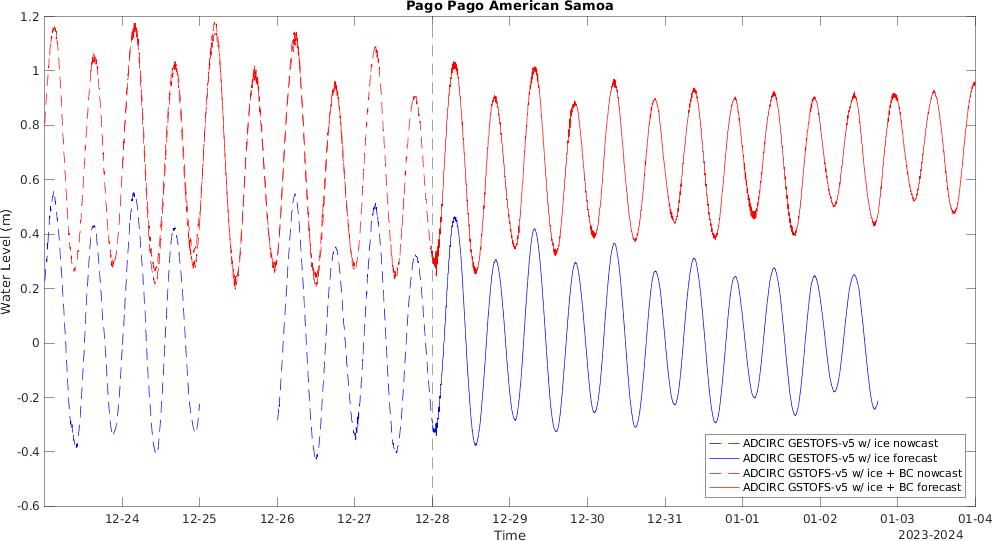 Pago Pago American Samoa
1.2
1
0.8
0.6
0.4
0.2
0
-0.2
-0.4
-0.6
Water Level (m)
ADCIRC GESTOFS-v5 w/ ice nowcast
ADCIRC GESTOFS-v5 w/ ice forecast
ADCIRC GSTOFS-v5 w/ ice + BC nowcast
ADCIRC GSTOFS-v5 w/ ice + BC forecast
12-24 12-25 12-26 12-27 12-28 12-29 12-30 12-31 01-01 01-02 01-03 01-04
Time
2023-2024